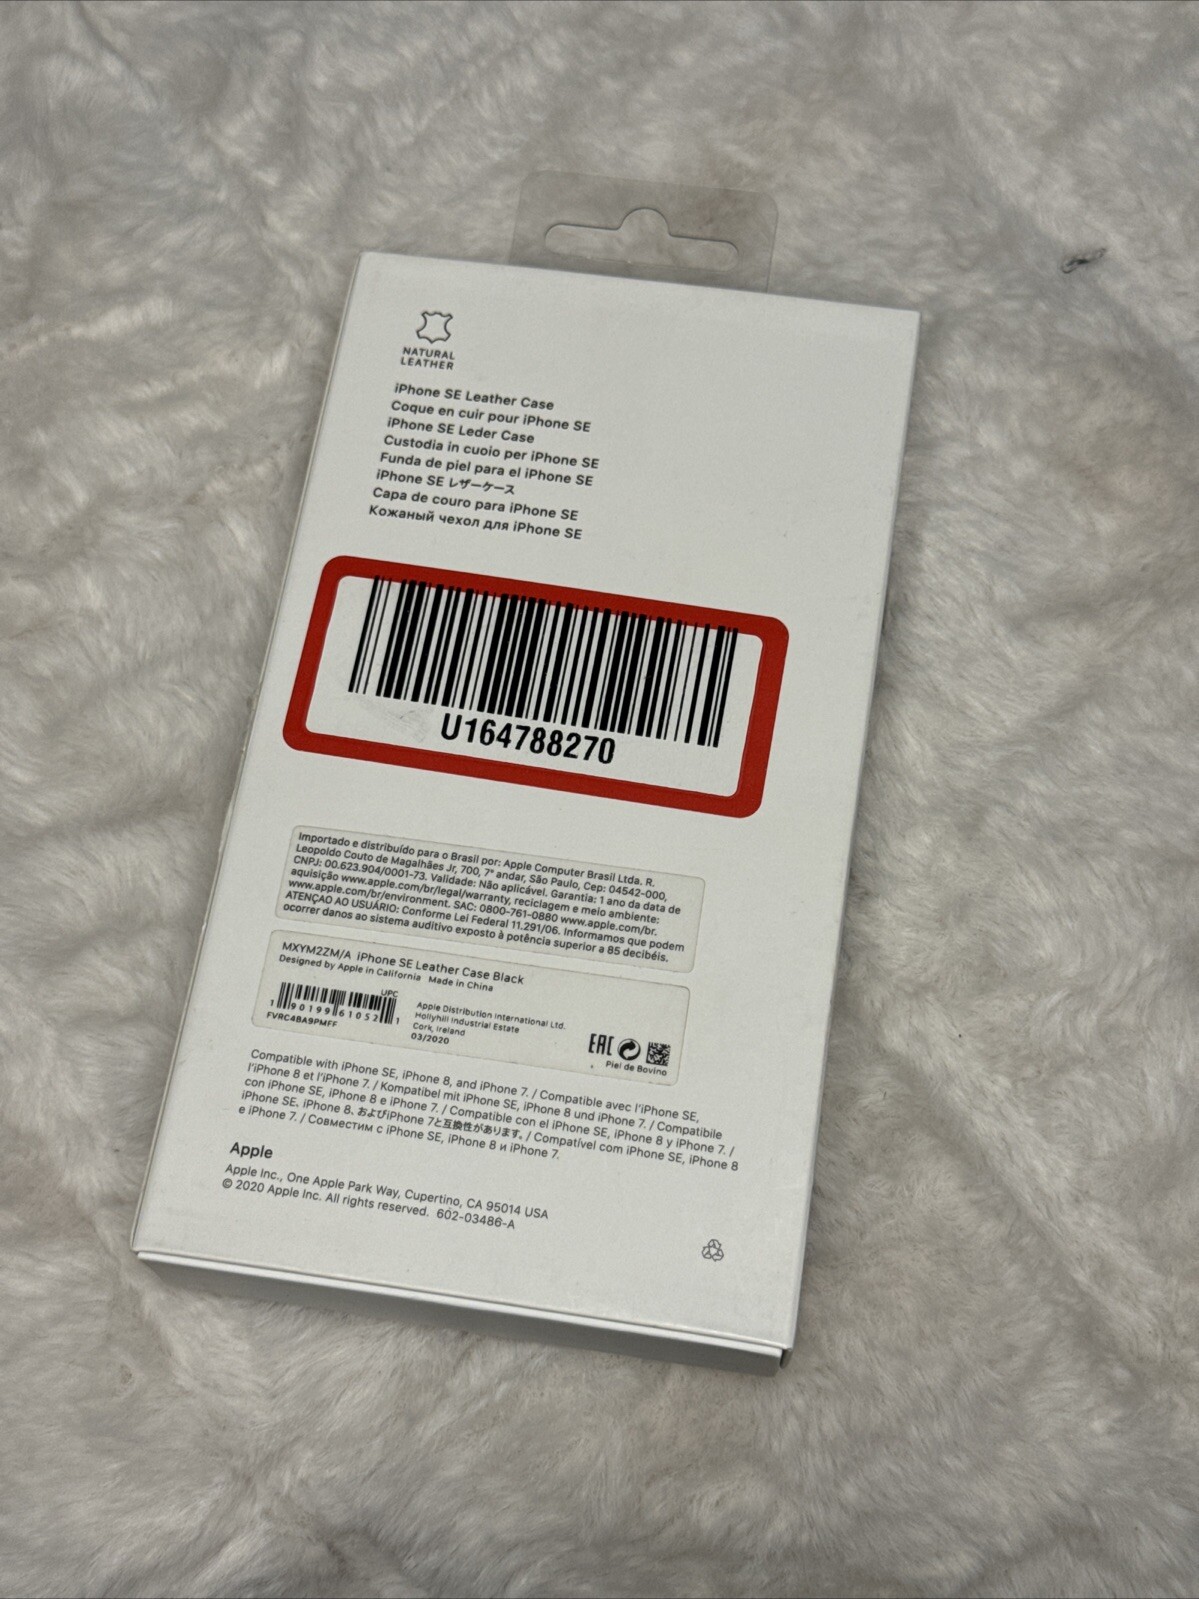 NATURAL
LEATHER
iPhone SE Leather Case
Coque en cuir pour iPhone SE
iPhone SE Leder Case
Custodia in cuoio per iPhone SE
Funda de piel para el iPhone SE
iPhone SE レザーケース
Capa de couro para iPhone SE
Кожаный чехол для iPhone SE
U164788270
Importado e distribuído para o Brasil por: Apple Computer Brasil Ltda. R.
Leopoldo Couto de Magalhães Jr, 700, 7° andar, São Paulo, Cep: 04542-000,
CNPJ: 00.623.904/0001-73. Validade: Não aplicável. Garantia: 1 ano da data de
aquisição www.apple.com/br/legal/warranty, reciclagem e meio ambiente:
www.apple.com/br/environment. SAC: 0800-761-0880 www.apple.com/br.
ATENÇAO AO USUÁRIO: Conforme Lei Federal 11.291/06. Informamos que podem
ocorrer danos ao sistema auditivo exposto à potência superior a 85 decibéis.
MXYM2ZM/A iPhone SE Leather Case Black
Designed by Apple in California Made in China
UPC
1 90199 61052 1
FVRC4BA9PMFF
Apple Distribution International Ltd.
Hollyhill Industrial Estate
Cork, Ireland
03/2020
EAC
Piel de Bovino
Compatible with iPhone SE, iPhone 8, and iPhone 7. / Compatible avec l'iPhone SE,
l'iPhone 8 et l'iPhone 7. / Kompatibel mit iPhone SE, iPhone 8 und iPhone 7. / Compatibile
con iPhone SE, iPhone 8 e iPhone 7. / Compatible con el iPhone SE, iPhone 8 y iPhone 7. /
iPhone SE、iPhone 8、およびiPhone 7と互換性があります。 / Compatível com iPhone SE, iPhone 8
e iPhone 7. / Совместим с iPhone SE, iPhone 8 и iPhone 7.
Apple
Apple Inc., One Apple Park Way, Cupertino, CA 95014 USA
© 2020 Apple Inc. All rights reserved. 602-03486-A